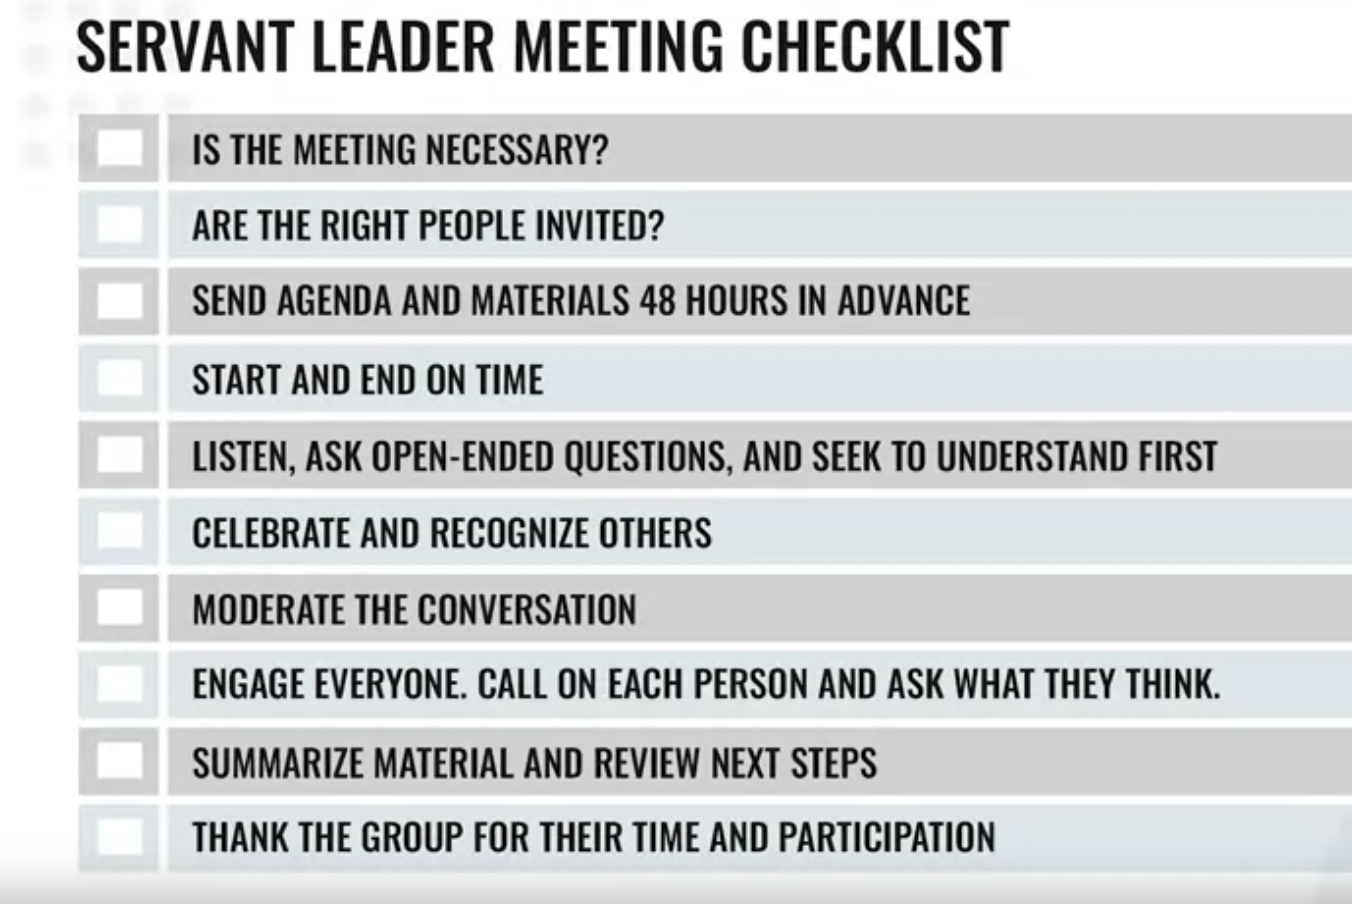 SERVANT LEADER MEETING CHECKLIST
IS THE MEETING NECESSARY?
ARE THE RIGHT PEOPLE INVITED?
SEND AGENDA AND MATERIALS 48 HOURS IN ADVANCE
START AND END ON TIME
LISTEN, ASK OPEN-ENDED QUESTIONS, AND SEEK TO UNDERSTAND FIRST
CELEBRATE AND RECOGNIZE OTHERS
MODERATE THE CONVERSATION
ENGAGE EVERYONE. CALL ON EACH PERSON AND ASK WHAT THEY THINK.
SUMMARIZE MATERIAL AND REVIEW NEXT STEPS
THANK THE GROUP FOR THEIR TIME AND PARTICIPATION